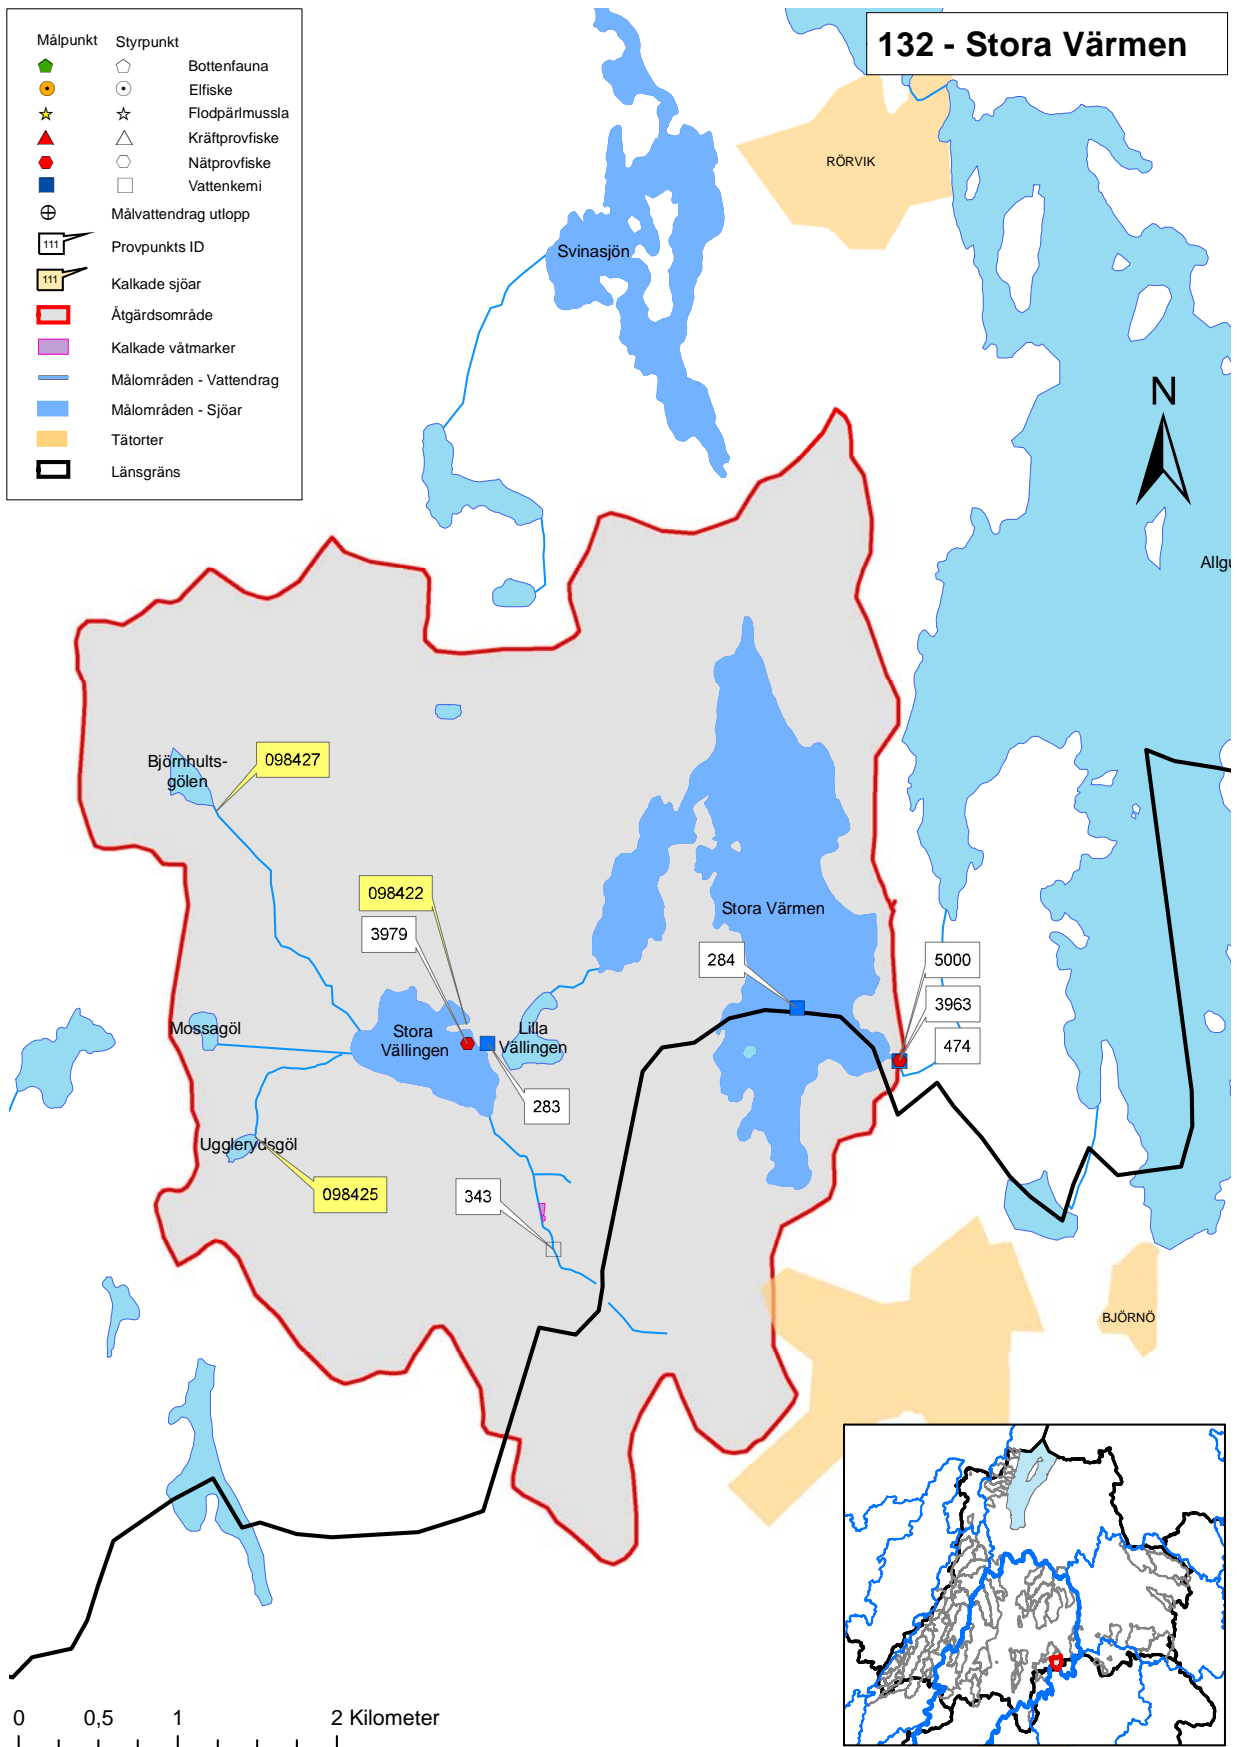 132 - Stora Värmen
Målpunkt Styrpunkt
Bottenfauna
Elfiske
Flodpärlmussla
Kräftprovfiske
Nätprovfiske
Vattenkemi
Målvattendrag utlopp
111 Provpunkts ID
111 Kalkade sjöar
Åtgärdsområde
Kalkade våtmarker
Målområden - Vattendrag
Målområden - Sjöar
Tätorter
Länsgräns
RÖRVIK
Svinasjön
N
Allgu
Björnhults-
gölen
098427
098422
3979
Stora Värmen
284
5000
3963
474
Mossagöl
Stora
Vällingen
Lilla
Vällingen
283
Ugglerydsgöl
098425
343
BJÖRNÖ
0 0,5 1 2 Kilometer